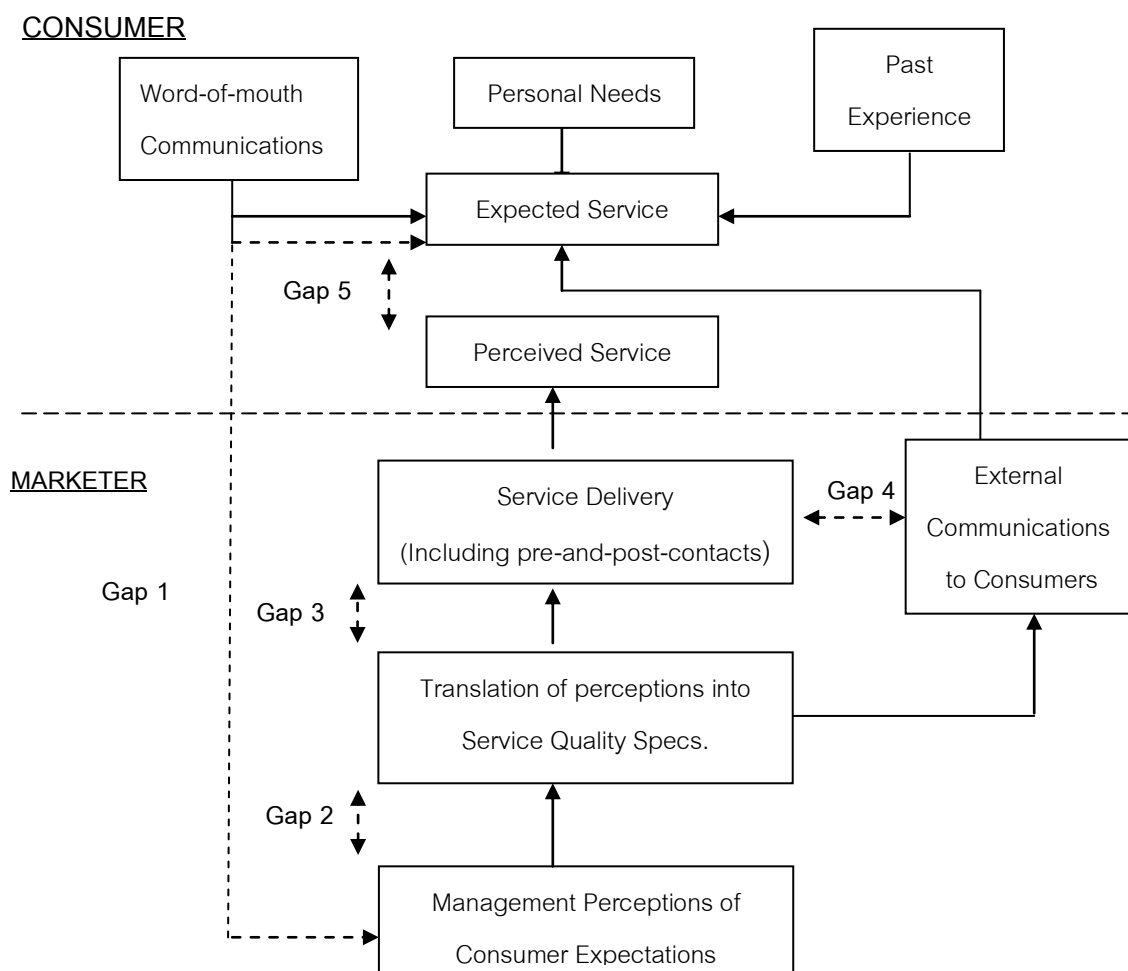 CONSUMER
Word-of-mouth
Communications
Personal Needs
Past
Experience
Expected Service
Gap 5
Perceived Service
MARKETER
Service Delivery
(Including pre-and-post-contacts)
Gap 4
External
Communications
to Consumers
Gap 1
Gap 3
Translation of perceptions into
Service Quality Specs.
Gap 2
Management Perceptions of
Consumer Expectations